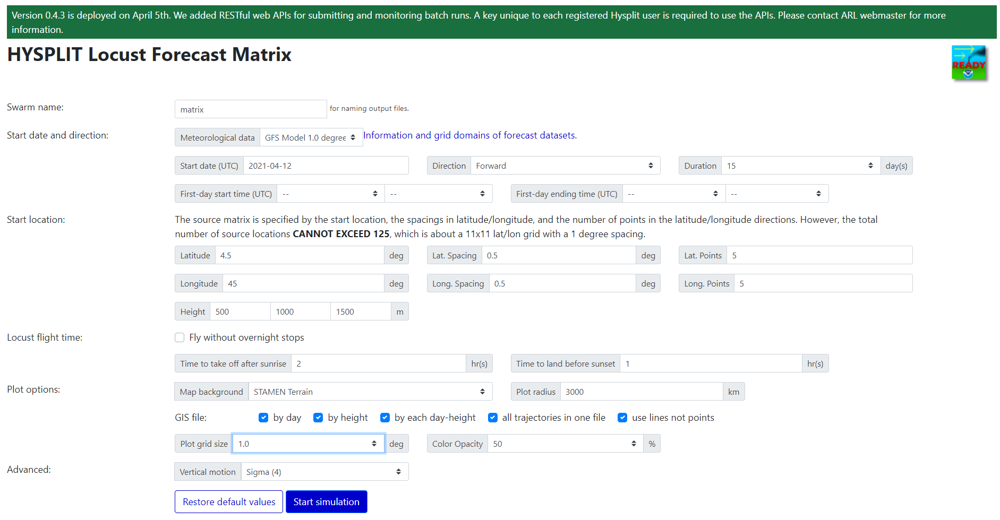 Version 0.4.3 is deployed on April 5th. We added RESTful web APIs for submitting and monitoring batch runs. A key unique to each registered Hysplit user is required to use the APIs. Please contact ARL webmaster for more
information.
HYSPLIT Locust Forecast Matrix
READY
Swarm name: matrix for naming output files.
Start date and direction: Meteorological data GFS Model 1.0 degree Information and grid domains of forecast datasets.
Start date (UTC) 2021-04-12 Direction Forward Duration 15 day(s)
First-day start time (UTC) -- -- First-day ending time (UTC) -- --
Start location: The source matrix is specified by the start location, the spacings in latitude/longitude, and the number of points in the latitude/longitude directions. However, the total
number of source locations CANNOT EXCEED 125, which is about a 11x11 lat/lon grid with a 1 degree spacing.
Latitude 4.5 deg Lat. Spacing 0.5 deg Lat. Points 5
Longitude 45 deg Long. Spacing 0.5 deg Long. Points 5
Height 500 1000 1500 m
Locust flight time: Fly without overnight stops
Time to take off after sunrise 2 hr(s) Time to land before sunset 1 hr(s)
Plot options: Map background STAMEN Terrain Plot radius 3000 km
GIS file: by day by height by each day-height all trajectories in one file use lines not points
Plot grid size 1.0 deg Color Opacity 50 %
Advanced: Vertical motion Sigma (4)
Restore default values Start simulation